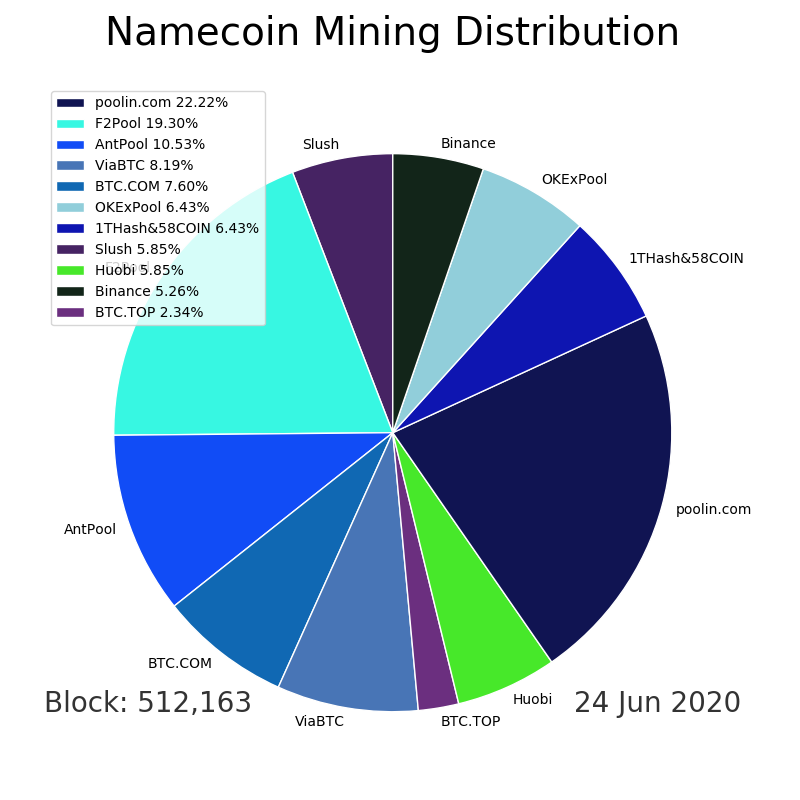 Namecoin Mining Distribution
poolin.com 22.22%
F2Pool 19.30%
AntPool 10.53%
ViaBTC 8.19%
BTC.COM 7.60%
OKExPool 6.43%
1THash&58COIN 6.43%
Slush 5.85%
Huobi 5.85%
Binance 5.26%
BTC.TOP 2.34%
Slush
Binance
OKExPool
1THash&58COIN
F2Pool
poolin.com
AntPool
BTC.COM
Huobi
ViaBTC
BTC.TOP
Block: 512,163
24 Jun 2020